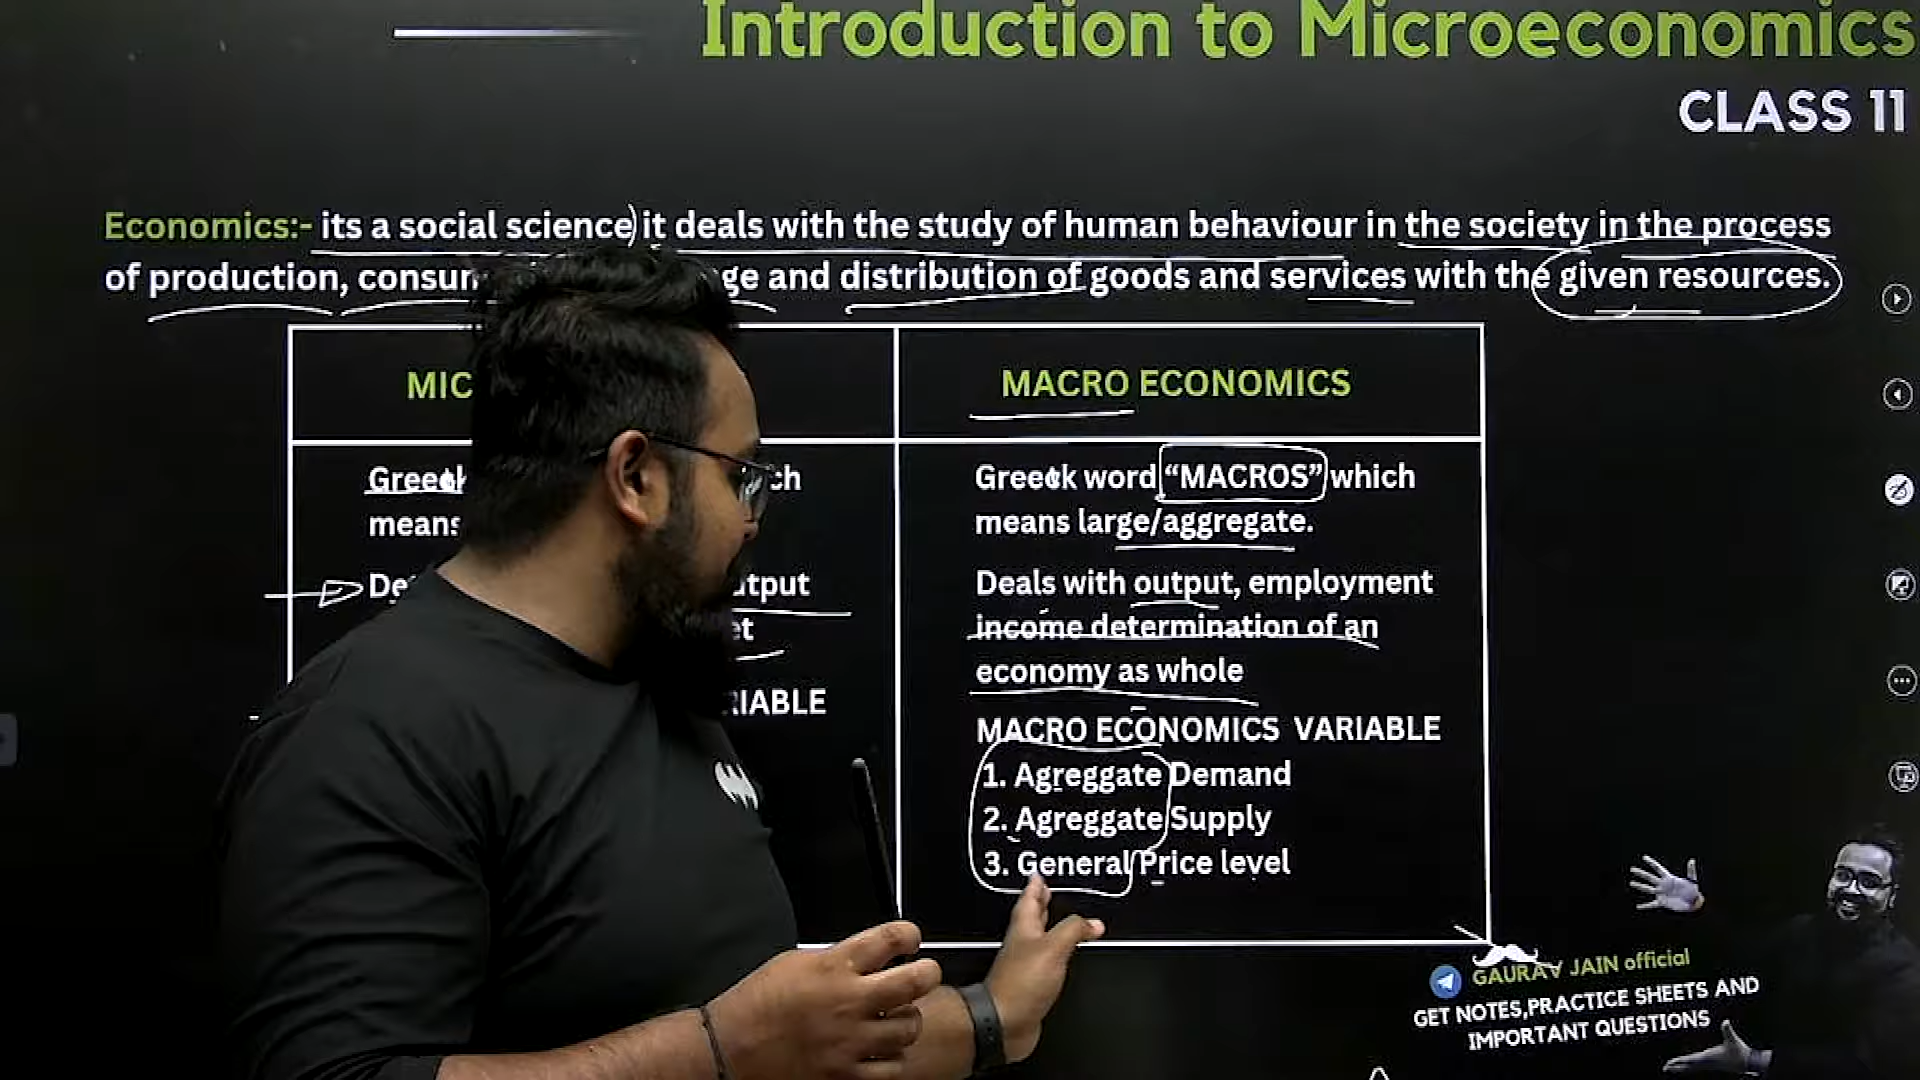 Introduction to Microeconomics
CLASS 11
Economics:- its a social science it deals with the study of human behaviour in the society in the process
of production, consum ge and distribution of goods and services with the given resources.
MIC
MACRO ECONOMICS
Greeck ch
means
De utput
et
RIABLE
Greeck word "MACROS" which
means large/aggregate.
Deals with output, employment
income determination of an
economy as whole
MACRO ECONOMICS VARIABLE
1. Agreggate Demand
2. Agreggate Supply
3. General Price level
GAURAV JAIN official
GET NOTES,PRACTICE SHEETS AND
IMPORTANT QUESTIONS